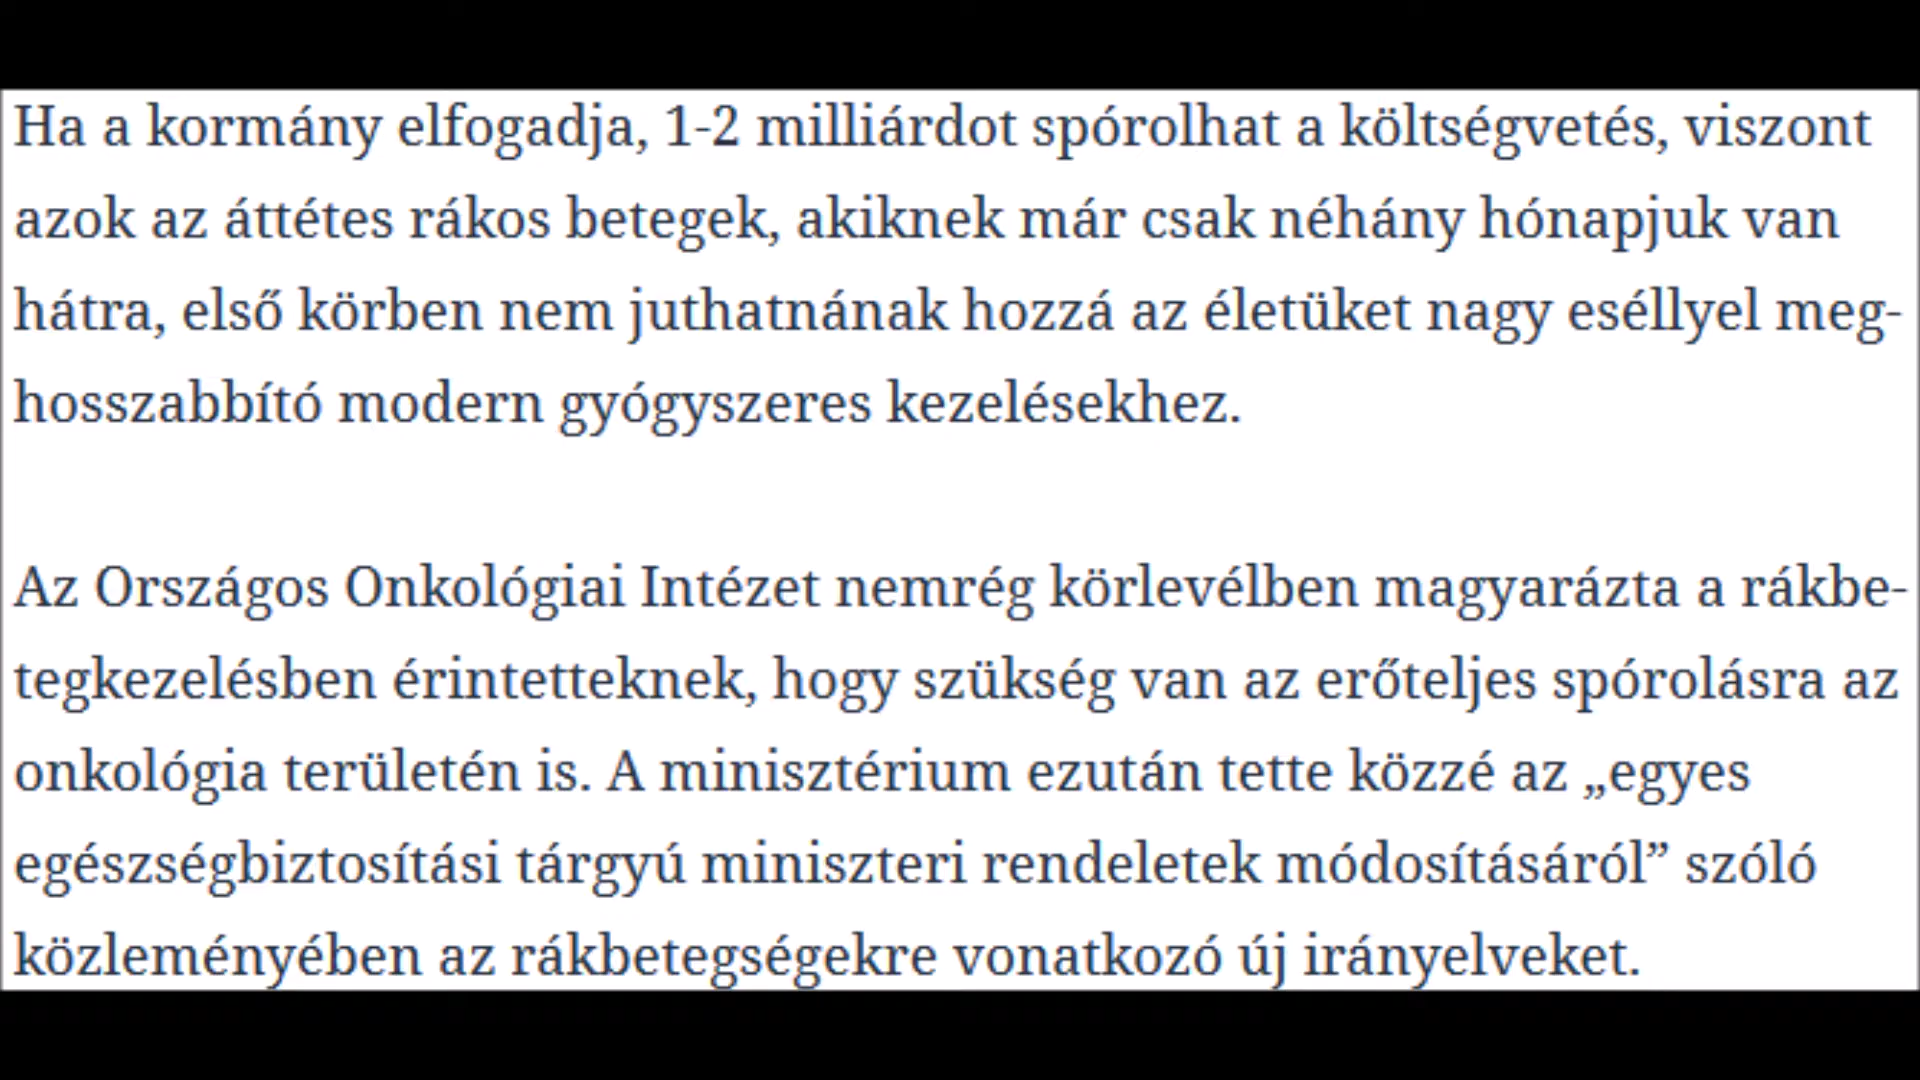 Ha a kormány elfogadja, 1-2 milliárdot spórolhat a költségvetés, viszont
azok az áttétes rákos betegek, akiknek már csak néhány hónapjuk van
hátra, első körben nem juthatnának hozzá az életüket nagy eséllyel meg-
hosszabbító modern gyógyszeres kezelésekhez.
Az Országos Onkológiai Intézet nemrég körlevélben magyarázta a rákbe-
tegkezelésben érintetteknek, hogy szükség van az erőteljes spórolásra az
onkológia területén is. A minisztérium ezután tette közzé az „egyes
egészségbiztosítási tárgyú miniszteri rendeletek módosításáról” szóló
közleményében az rákbetegségekre vonatkozó új irányelveket.